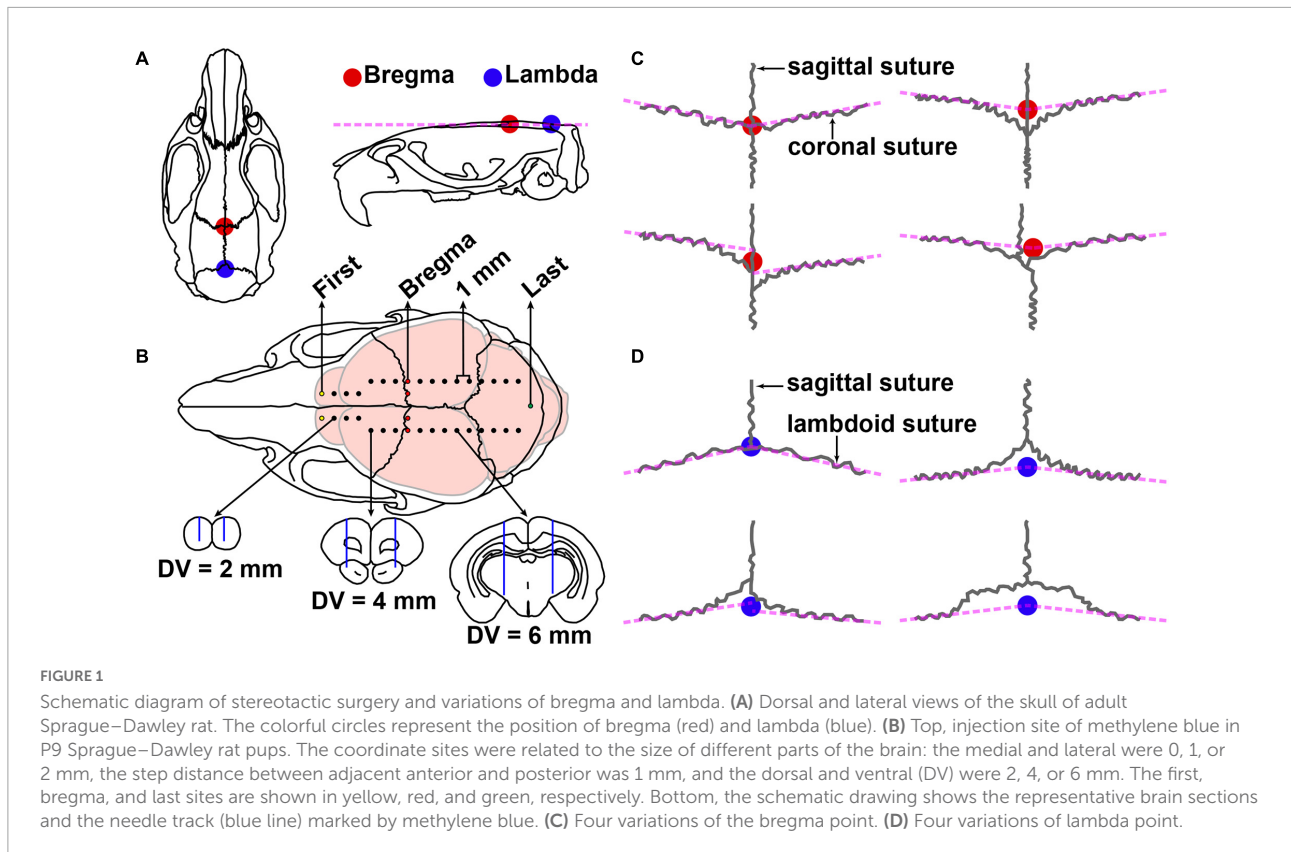 A
Bregma
Lambda
C
sagittal suture
coronal suture
First
Bregma
1 mm
Last
B
DV = 2 mm
DV = 4 mm
DV = 6 mm
D
sagittal suture
lambdoid suture
FIGURE 1
Schematic diagram of stereotactic surgery and variations of bregma and lambda. (A) Dorsal and lateral views of the skull of adult
Sprague–Dawley rat. The colorful circles represent the position of bregma (red) and lambda (blue). (B) Top, injection site of methylene blue in
P9 Sprague–Dawley rat pups. The coordinate sites were related to the size of different parts of the brain: the medial and lateral were 0, 1, or
2 mm, the step distance between adjacent anterior and posterior was 1 mm, and the dorsal and ventral (DV) were 2, 4, or 6 mm. The first,
bregma, and last sites are shown in yellow, red, and green, respectively. Bottom, the schematic drawing shows the representative brain sections
and the needle track (blue line) marked by methylene blue. (C) Four variations of the bregma point. (D) Four variations of lambda point.